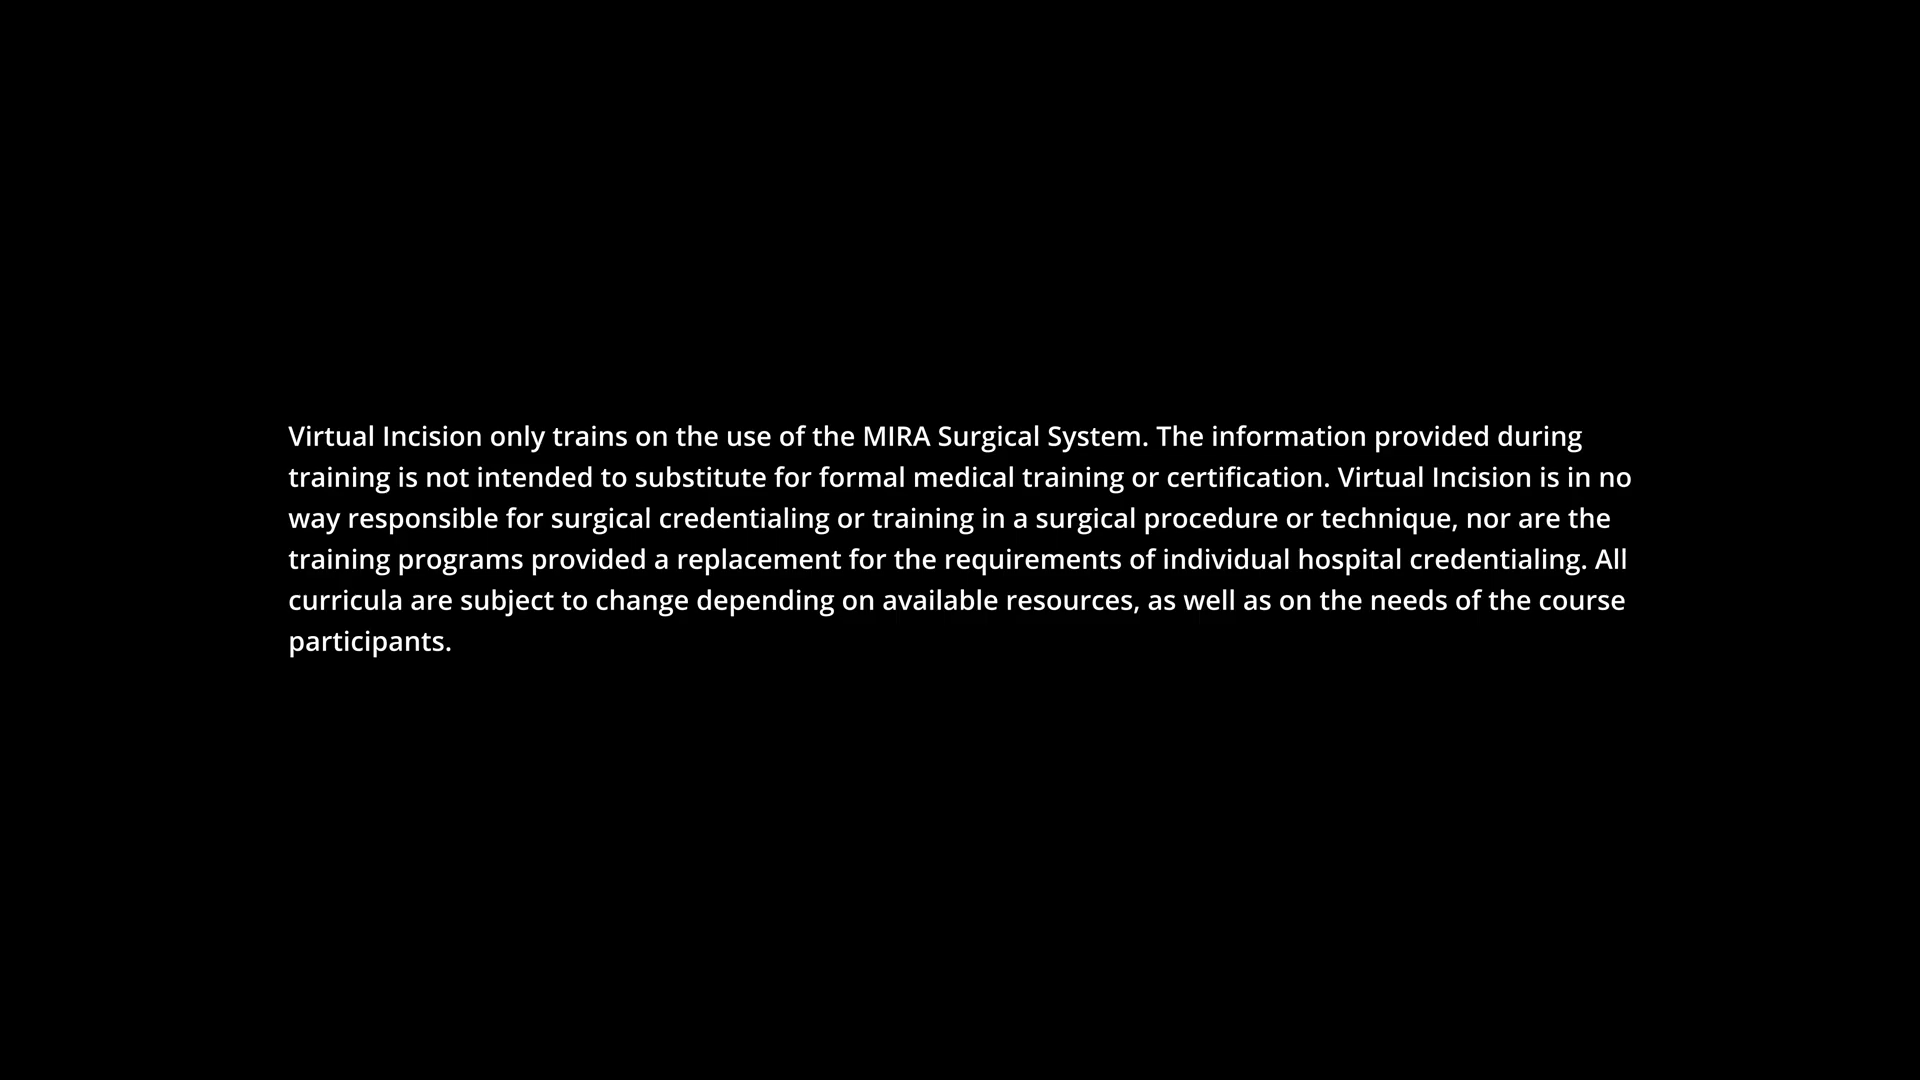 Virtual Incision only trains on the use of the MIRA Surgical System. The information provided during
training is not intended to substitute for formal medical training or certification. Virtual Incision is in no
way responsible for surgical credentialing or training in a surgical procedure or technique, nor are the
training programs provided a replacement for the requirements of individual hospital credentialing. All
curricula are subject to change depending on available resources, as well as on the needs of the course
participants.